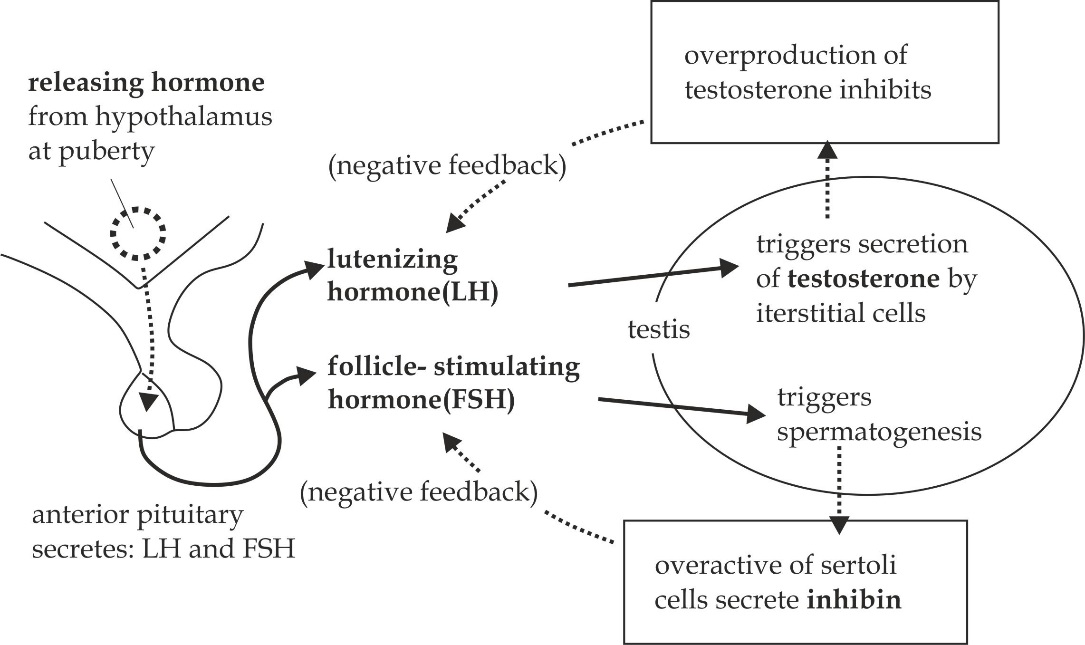 releasing hormone
from hypothalamus
at puberty
anterior pituitary
secretes: LH and FSH
(negative feedback)
lutenizing
hormone(LH)
follicle- stimulating
hormone(FSH)
(negative feedback)
overproduction of
testosterone inhibits
testis
triggers secretion
of testosterone by
iterstitial cells
triggers
spermatogenesis
overactive of sertoli
cells secrete inhibin